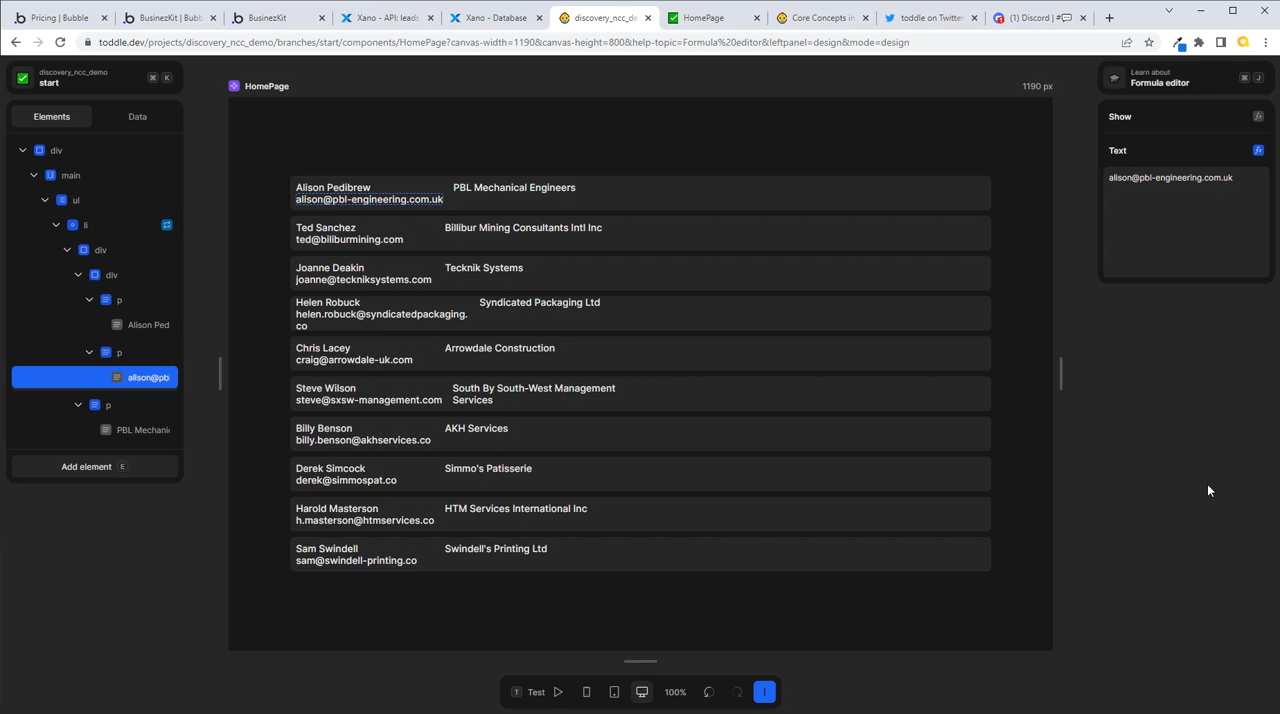 Pricing | Bubble
BusinezKit | Bubb
BusinezKit
Xano - API: leads
Xano - Database
discovery_ncc_de
HomePage
Core Concepts in
toddle on Twitter
(1) Discord | #
toddle.dev/projects/discovery_ncc_demo/branches/start/components/HomePage?canvas-width=1190&canvas-height=800&help-topic=Formula%20editor&leftpanel=design&mode=design
discovery_ncc_demo
start
⌘ K
Elements
Data
div
main
ul
li
div
div
p
Alison Ped
p
alison@pb
p
PBL Mechani
Add element E
HomePage
1190 px
Alison Pedibrew
PBL Mechanical Engineers
alison@pbl-engineering.com.uk
Ted Sanchez
Billibur Mining Consultants Intl Inc
ted@biliburmining.com
Joanne Deakin
Tecknik Systems
joanne@teckniksystems.com
Helen Robuck
Syndicated Packaging Ltd
helen.robuck@syndicatedpackaging.
co
Chris Lacey
Arrowdale Construction
craig@arrowdale-uk.com
Steve Wilson
South By South-West Management
steve@sxsw-management.com
Services
Billy Benson
AKH Services
billy.benson@akhservices.co
Derek Simcock
Simmo's Patisserie
derek@simmospat.co
Harold Masterson
HTM Services International Inc
h.masterson@htmservices.co
Sam Swindell
Swindell's Printing Ltd
sam@swindell-printing.co
T Test
100%
Learn about
Formula editor
⌘ J
Show
Text
alison@pbl-engineering.com.uk